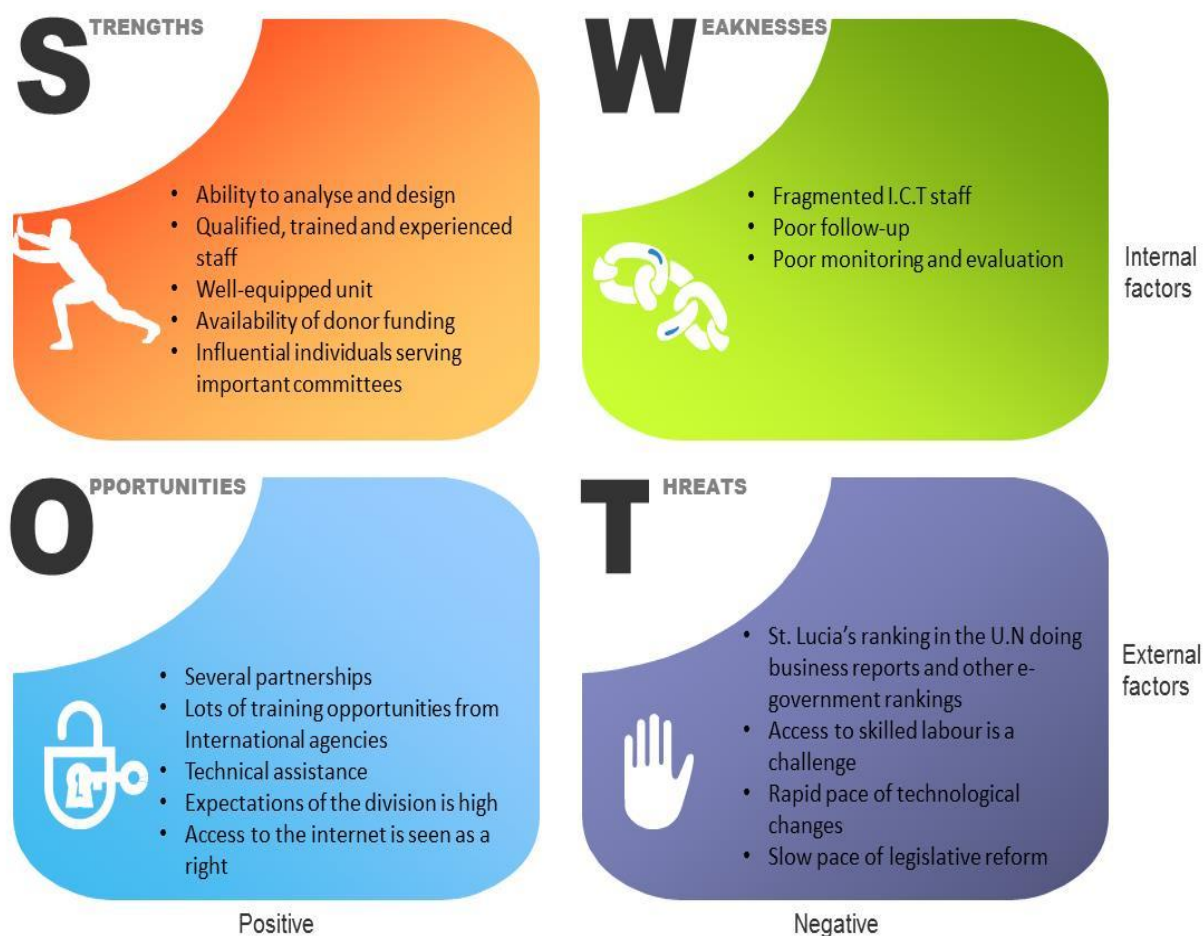 STRENGTHS
• Ability to analyse and design
• Qualified, trained and experienced
staff
• Well-equipped unit
• Availability of donor funding
• Influential individuals serving
important committees
WEAKNESSES
• Fragmented I.C.T staff
• Poor follow-up
• Poor monitoring and evaluation
Internal
factors
OPPORTUNITIES
• Several partnerships
• Lots of training opportunities from
International agencies
• Technical assistance
• Expectations of the division is high
• Access to the internet is seen as a
right
THREATS
• St. Lucia’s ranking in the U.N doing
business reports and other e-
government rankings
• Access to skilled labour is a
challenge
• Rapid pace of technological
changes
• Slow pace of legislative reform
External
factors
Positive
Negative